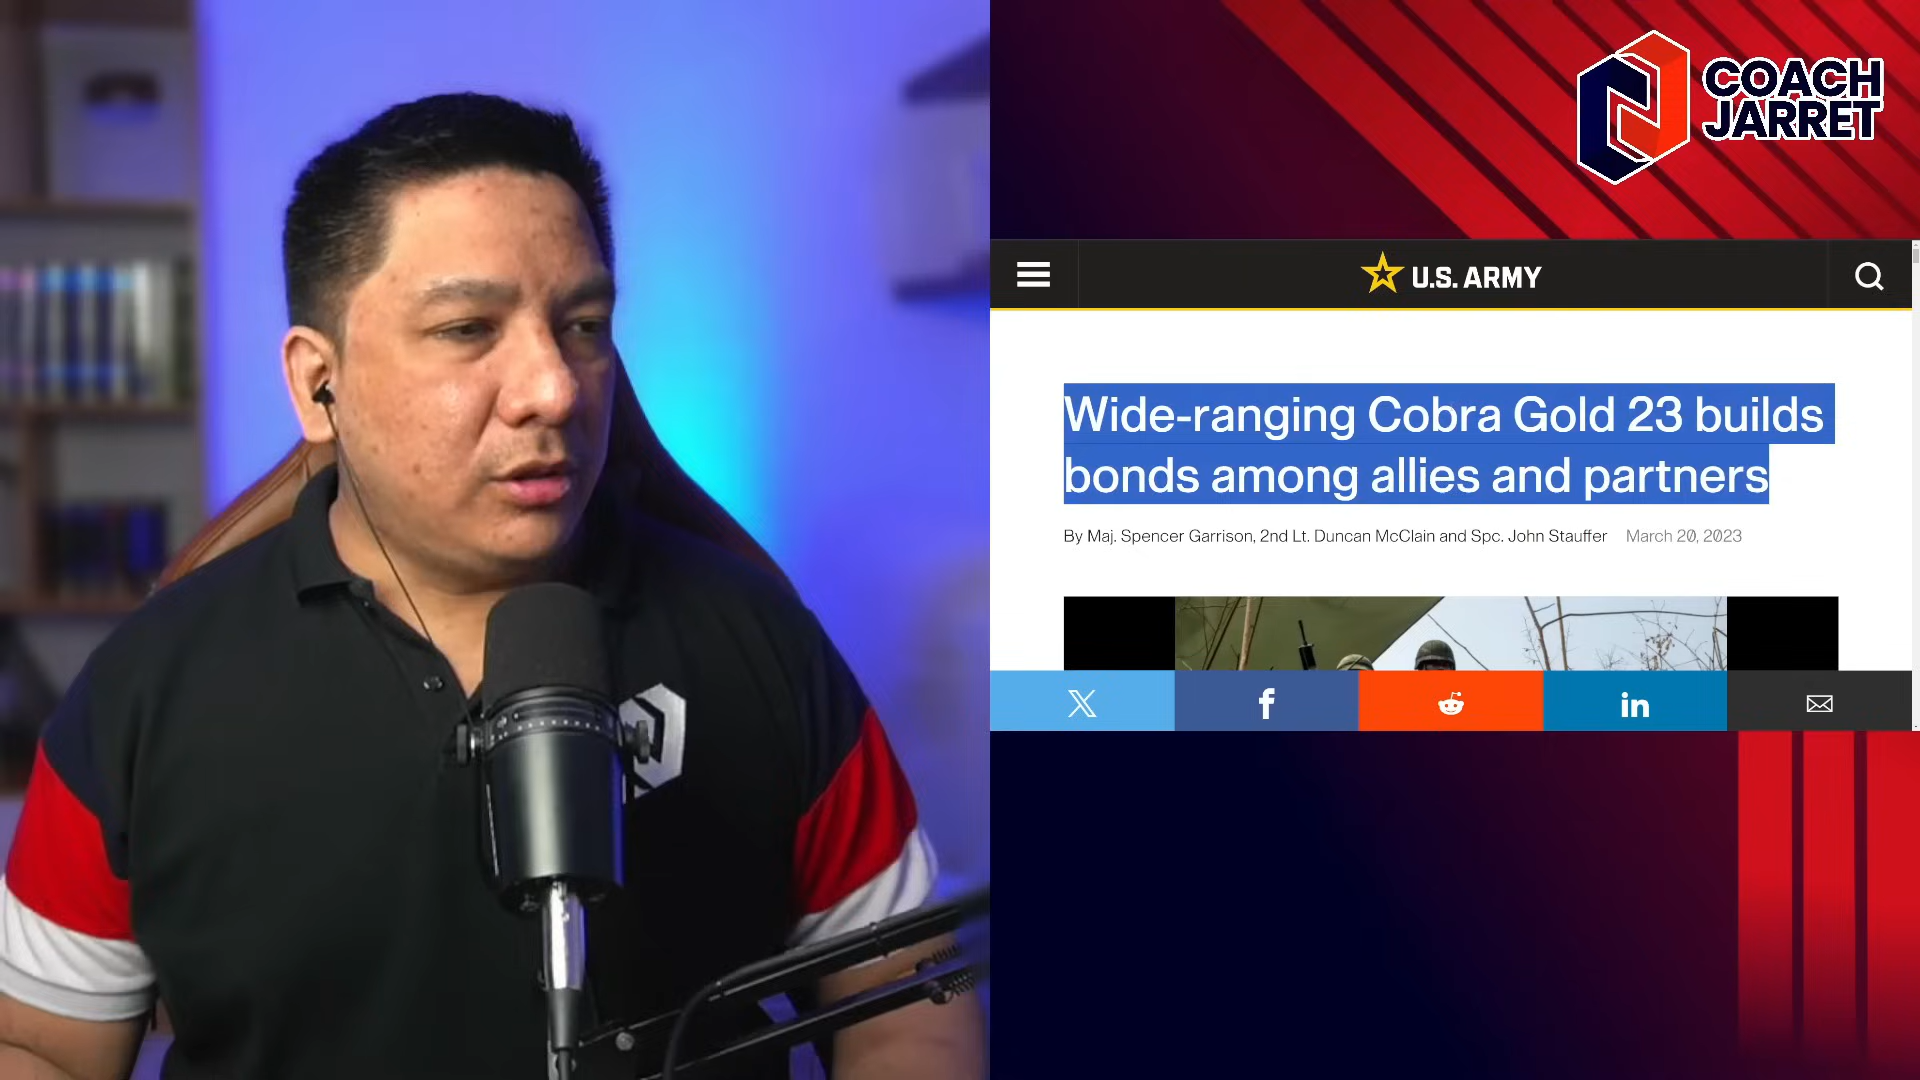 COACH
JARRET
U.S. ARMY
Wide-ranging Cobra Gold 23 builds
bonds among allies and partners
By Maj. Spencer Garrison, 2nd Lt. Duncan McClain and Spc. John Stauffer March 20, 2023